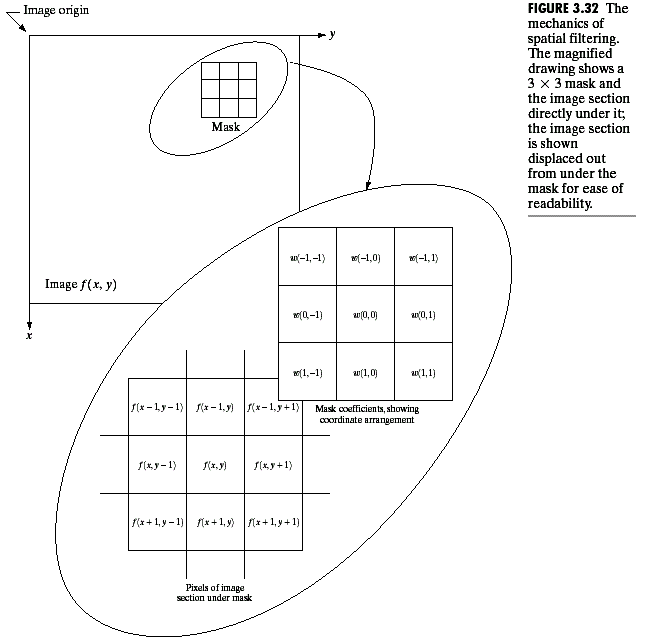 Image origin
y
Mask
Image f(x, y)
x
w(−1,−1) w(−1,0) w(−1,1)
w(0,−1) w(0,0) w(0,1)
w(1,−1) w(1,0) w(1,1)
Mask coefficients, showing
coordinate arrangement
f(x − 1, y − 1) f(x − 1, y) f(x − 1, y + 1)
f(x, y − 1) f(x, y) f(x, y + 1)
f(x + 1, y − 1) f(x + 1, y) f(x + 1, y + 1)
Pixels of image
section under mask
FIGURE 3.32 The
mechanics of
spatial filtering.
The magnified
drawing shows a
3 × 3 mask and
the image section
directly under it;
the image section
is shown
displaced out
from under the
mask for ease of
readability.